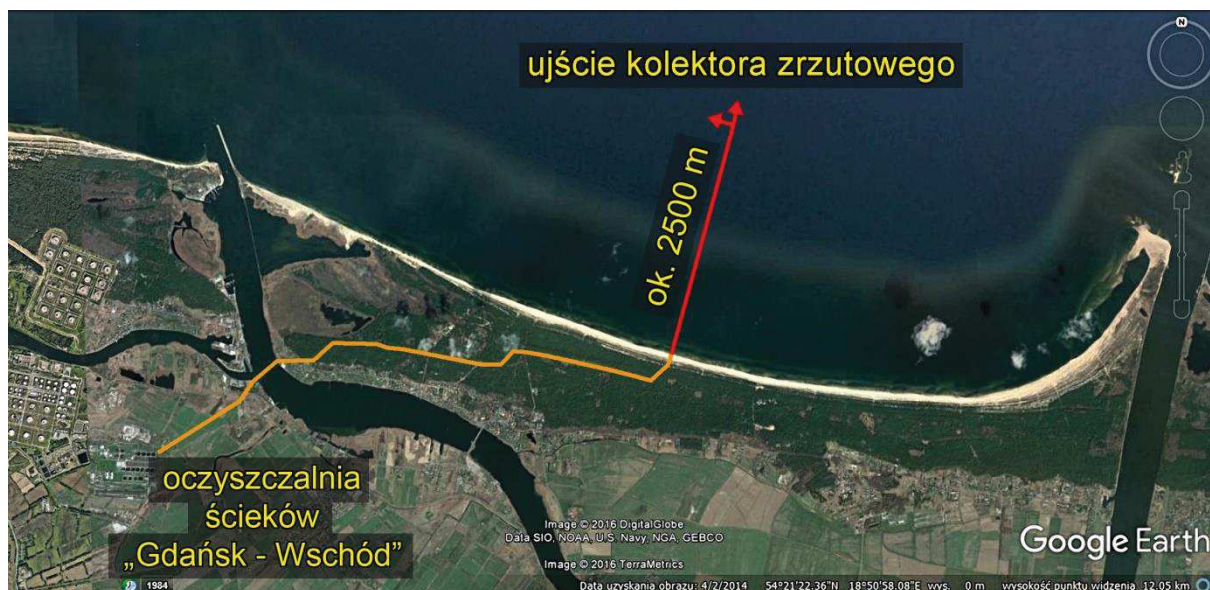 N
ujście kolektora zrzutowego
ok. 2500 m
oczyszczalnia
ścieków
„Gdańsk - Wschód”
Image © 2016 DigitalGlobe
Data SIO, NOAA, U.S. Navy, NGA, GEBCO
Image © 2016 TerraMetrics
Google Earth
1984
Data uzyskania obrazu: 4/2/2014 54°21'22.36"N 18°50'58.08"E wys. 0 m wysokość punktu widzenia 12.05 km